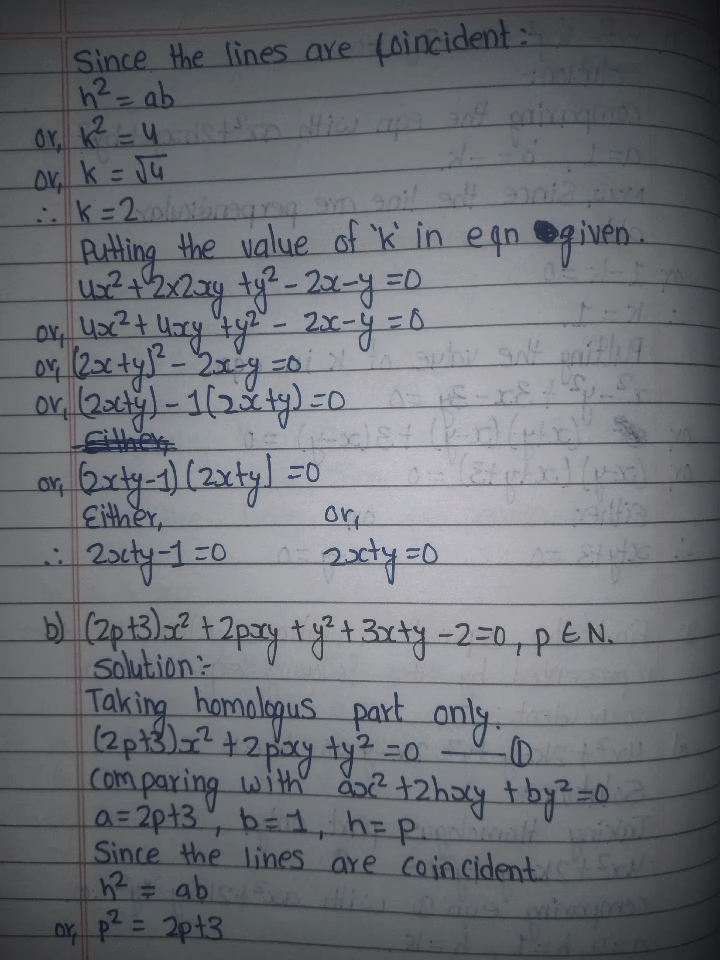 Since the lines are coincident:
h² = ab
or, k² = 4
or, k = √4
∴ k = 2
Putting the value of 'k' in eqn given.
4x² + 2×2xy + y² - 2x - y = 0
or, 4x² + 4xy + y² - 2x - y = 0
or, (2x + y)² - 2x - y = 0
or, (2x+y) - 1(2x+y) = 0
Either,
or, (2x+y-1) (2x+y) = 0
Either, or,
∴ 2x+y-1 = 0 2x+y = 0
b) (2p+3)x² + 2pxy + y² + 3x+y - 2=0, p ∈ N.
Solution:-
Taking homologus part only.
(2p+3)x² + 2pxy + y² = 0 —— ①
comparing with ax² + 2hxy + by² = 0
a = 2p+3, b = 1, h = p
Since the lines are coincident
h² = ab
or, p² = 2p+3